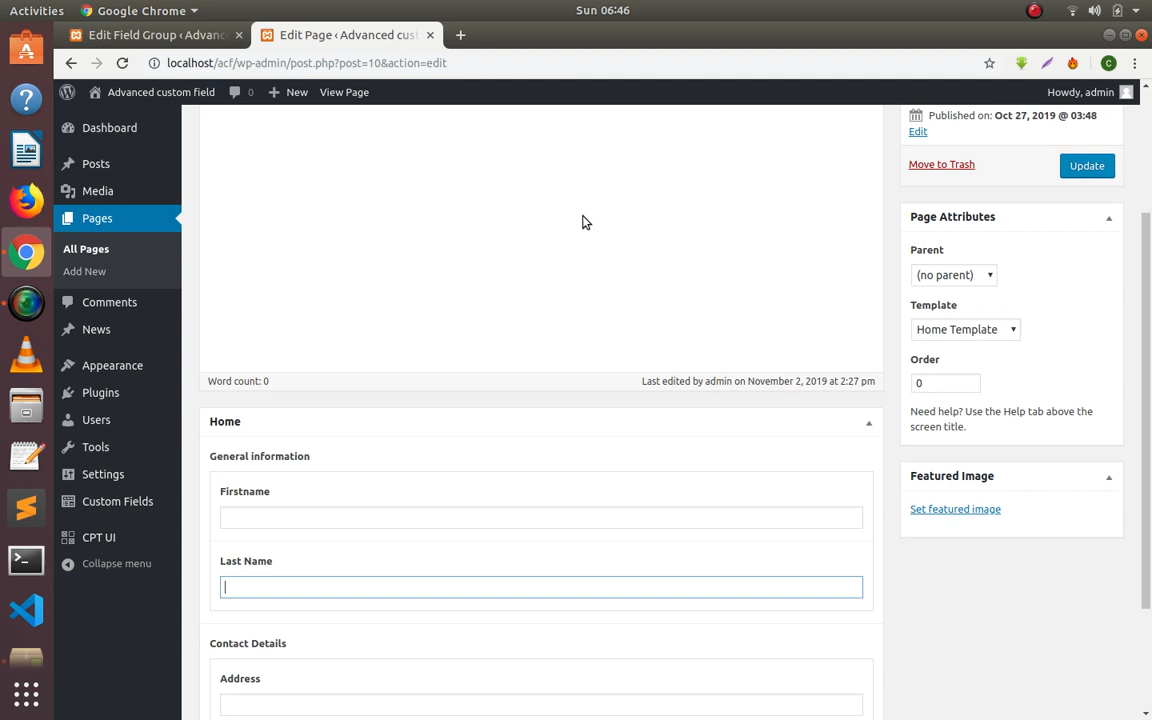 Activities
Google Chrome
Sun 06:46
Edit Field Group ‹ Advanc
Edit Page ‹ Advanced cus
localhost/acf/wp-admin/post.php?post=10&action=edit
C
Advanced custom field
0
New
View Page
Howdy, admin
Dashboard
Posts
Media
Pages
All Pages
Add New
Comments
News
Appearance
Plugins
Users
Tools
Settings
Custom Fields
CPT UI
Collapse menu
Word count: 0
Last edited by admin on November 2, 2019 at 2:27 pm
Home
General information
Firstname
Last Name
Contact Details
Address
Published on: Oct 27, 2019 @ 03:48
Edit
Move to Trash
Update
Page Attributes
Parent
(no parent)
Template
Home Template
Order
0
Need help? Use the Help tab above the
screen title.
Featured Image
Set featured image